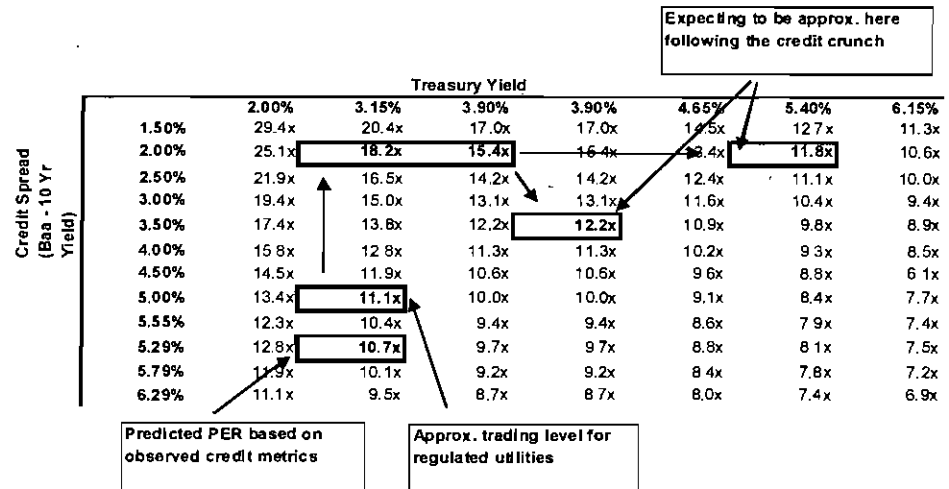 Expecting to be approx. here
following the credit crunch
Treasury Yield
2.00% 3.15% 3.90% 3.90% 4.65% 5.40% 6.15%
1.50% 29.4x 20.4x 17.0x 17.0x 14.5x 127x 11.3x
2.00% 25.1x 18.2x 15.4x 15.4x 13.4x 11.8x 10.6x
2.50% 21.9x 16.5x 14.2x 14.2x 12.4x 11.1x 10.0x
3.00% 19.4x 15.0x 13.1x 13.1x 11.6x 10.4x 9.4x
3.50% 17.4x 13.8x 12.2x 12.2x 10.9x 9.8x 8.9x
4.00% 15 8x 12 8x 11.3x 11.3x 10.2x 9 3x 8.5x
4.50% 14.5x 11.9x 10.6x 10.6x 9 6x 8.8x 6 1x
5.00% 13.4x 11.1x 10.0x 10.0x 9.1x 8.4x 7.7x
5.55% 12.3x 10.4x 9.4x 9.4x 8.6x 7 9x 7.4x
5.29% 12.8x 10.7x 9.7x 9 7x 8.8x 8 1x 7.5x
5.79% 11.9x 10.1x 9.2x 9.2x 8 4x 7.8x 7.2x
6.29% 11.1x 9.5x 8.7x 8 7x 8.0x 7.4x 6.9x
Credit Spread
(Baa - 10 Yr
Yield)
Predicted PER based on
observed credit metrics
Approx. trading level for
regulated utilities